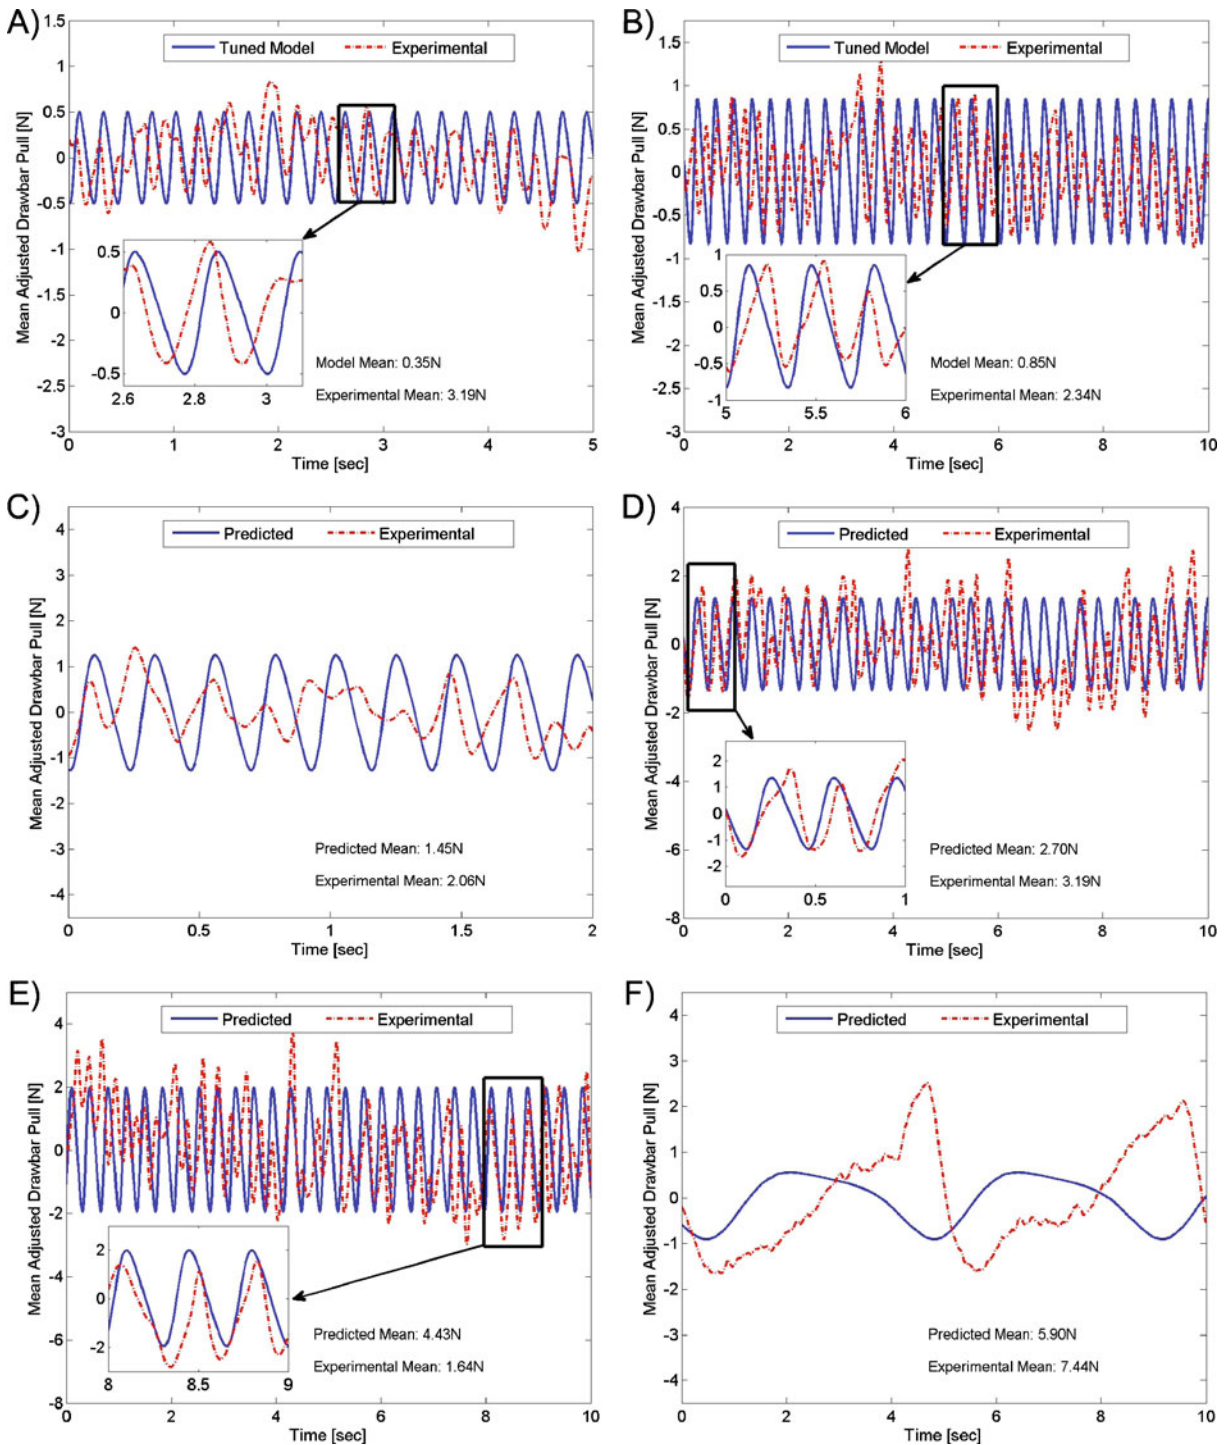 A)
Tuned Model Experimental
Mean Adjusted Drawbar Pull [N]
1.5
1
0.5
0
-0.5
-1
-1.5
-2
-2.5
-3
0.5
0
-0.5
2.6 2.8 3
Model Mean: 0.35N
Experimental Mean: 3.19N
0 1 2 3 4 5
Time [sec]
B)
Tuned Model Experimental
Mean Adjusted Drawbar Pull [N]
1.5
1
0.5
0
-0.5
-1
-1.5
-2
-2.5
-3
1
0.5
0
-0.5
-1
5 5.5 6
Model Mean: 0.85N
Experimental Mean: 2.34N
0 2 4 6 8 10
Time [sec]
C)
Predicted Experimental
Mean Adjusted Drawbar Pull [N]
4
3
2
1
0
-1
-2
-3
-4
Predicted Mean: 1.45N
Experimental Mean: 2.06N
0 0.5 1 1.5 2
Time [sec]
D)
Predicted Experimental
Mean Adjusted Drawbar Pull [N]
4
2
0
-2
-4
-6
-8
2
1
0
-1
-2
0 0.5 1
Predicted Mean: 2.70N
Experimental Mean: 3.19N
0 2 4 6 8 10
Time [sec]
E)
Predicted Experimental
Mean Adjusted Drawbar Pull [N]
4
2
0
-2
-4
-6
-8
2
0
-2
8 8.5 9
Predicted Mean: 4.43N
Experimental Mean: 1.64N
0 2 4 6 8 10
Time [sec]
F)
Predicted Experimental
Mean Adjusted Drawbar Pull [N]
4
3
2
1
0
-1
-2
-3
-4
Predicted Mean: 5.90N
Experimental Mean: 7.44N
0 2 4 6 8 10
Time [sec]